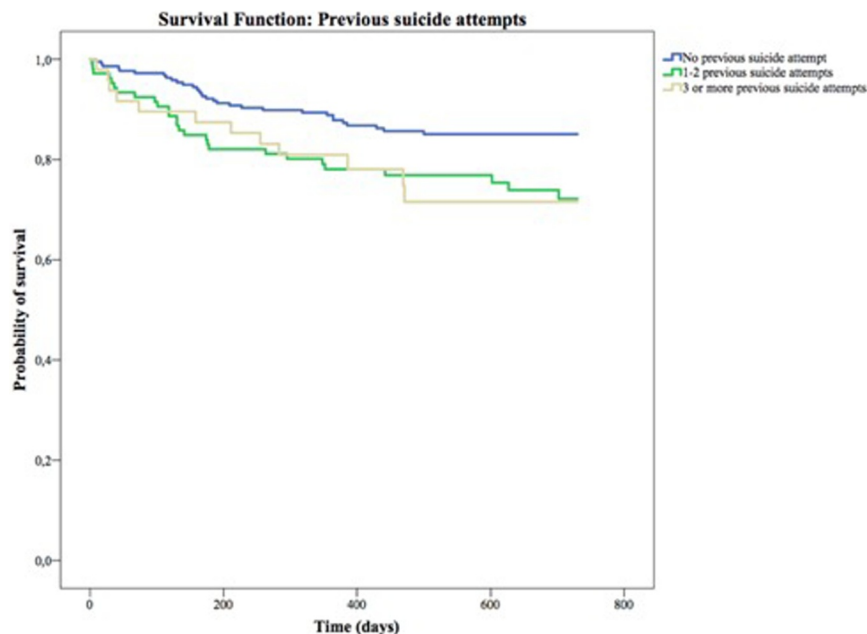 Survival Function: Previous suicide attempts
No previous suicide attempt
1-2 previous suicide attempts
3 or more previous suicide attempts
Probability of survival
1,0
0,8
0,6
0,4
0,2
0,0
0 200 400 600 800
Time (days)